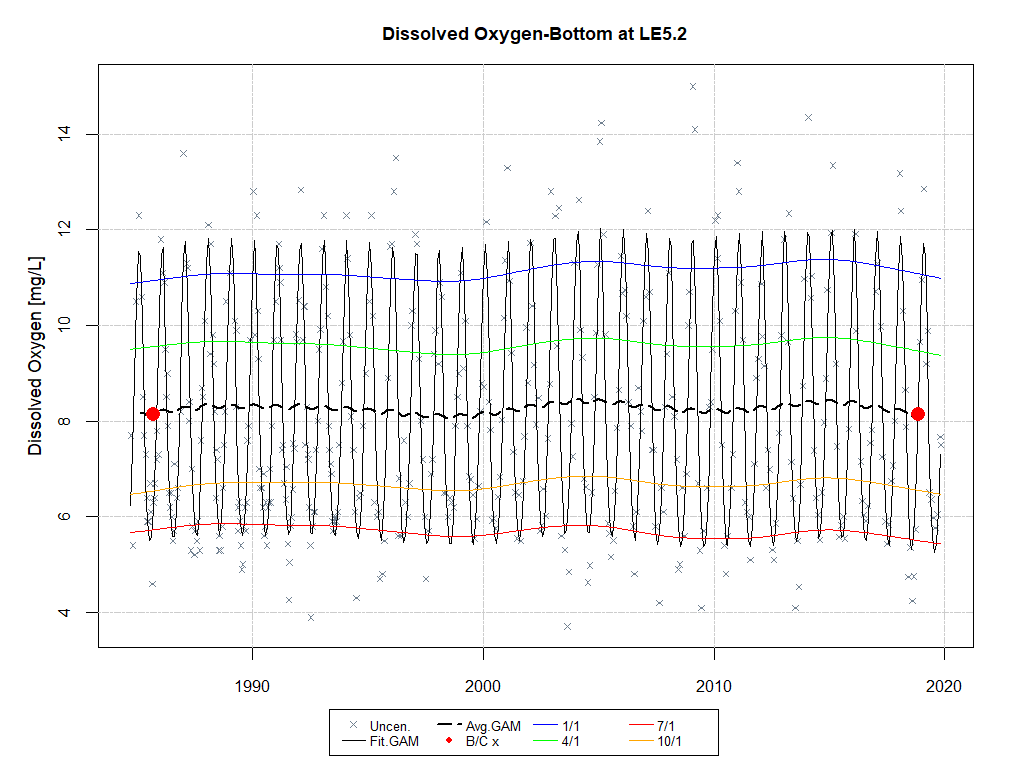 Dissolved Oxygen-Bottom at LE5.2
Dissolved Oxygen [mg/L]
14
12
10
8
6
4
1990 2000 2010 2020
Uncen. Avg.GAM 1/1 7/1
Fit.GAM B/C x 4/1 10/1